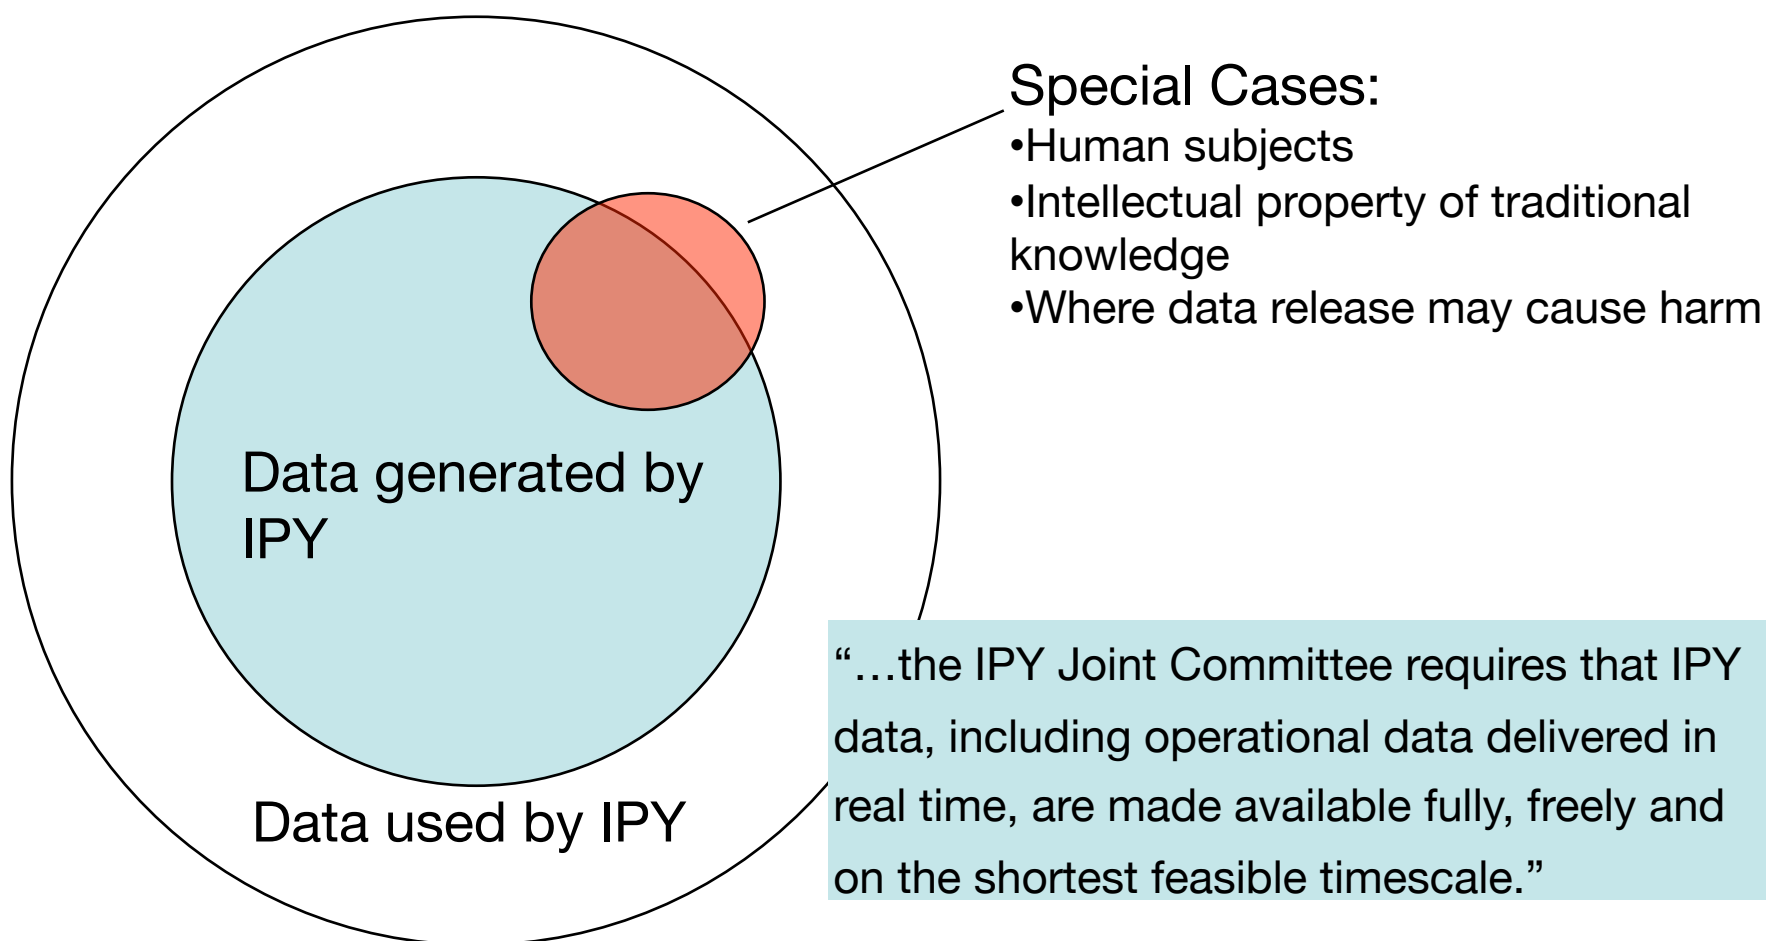 Special Cases:
•Human subjects
•Intellectual property of traditional
knowledge
•Where data release may cause harm
Data generated by
IPY
Data used by IPY
“…the IPY Joint Committee requires that IPY
data, including operational data delivered in
real time, are made available fully, freely and
on the shortest feasible timescale.”